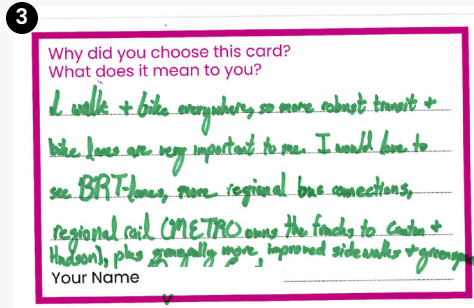 3
Why did you choose this card?
What does it mean to you?
I walk + bike everywhere, so more robust transit +
bike lanes are very important to me. I would love to
see BRT lanes, more regional bus connections,
regional rail (METRO owns the tracks to Canton +
Hudson), plus generally more, improved sidewalks +
Your Name